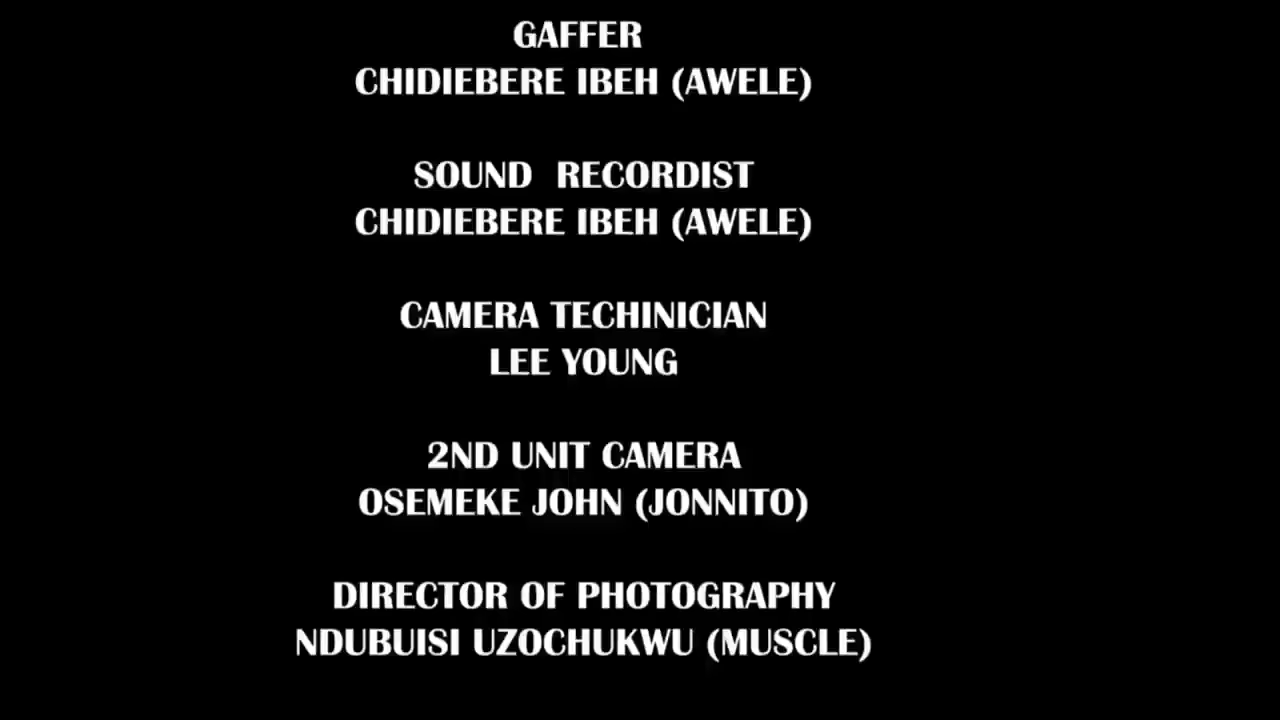 GAFFER
CHIDIEBERE IBEH (AWELE)
SOUND RECORDIST
CHIDIEBERE IBEH (AWELE)
CAMERA TECHINICIAN
LEE YOUNG
2ND UNIT CAMERA
OSEMEKE JOHN (JONNITO)
DIRECTOR OF PHOTOGRAPHY
NDUBUISI UZOCHUKWU (MUSCLE)